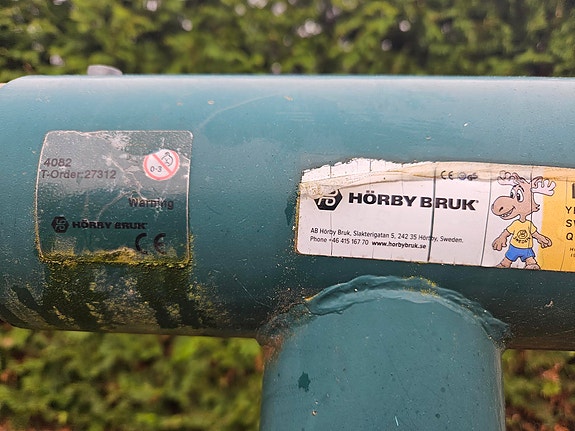 4082
T-Order:27312
0-3
Warning
HÖRBY BRUK
CE
HÖRBY BRUK
CE GS
AB Hörby Bruk, Slakterigatan 5, 242 35 Hörby, Sweden.
Phone +46 415 167 70 www.horbybruk.se